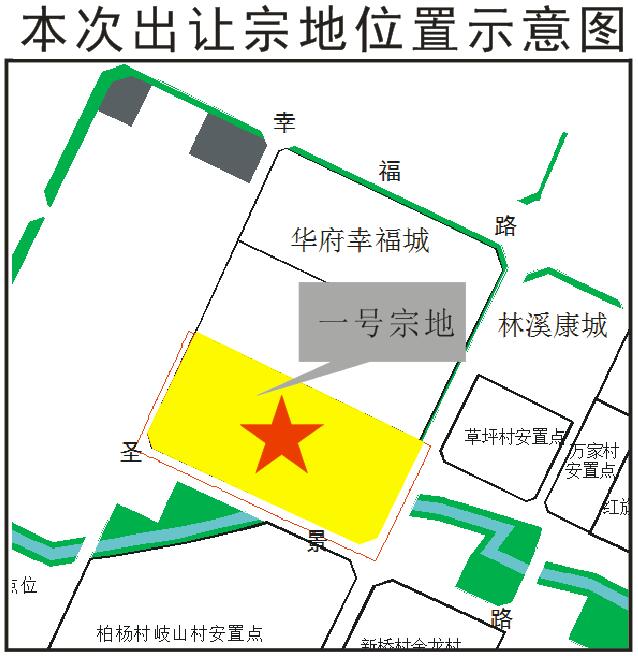 本次出让宗地位置示意图
幸福路
华府幸福城
一号宗地
林溪康城
草坪村安置点
万家村
安置点
红旗
圣景路
点位
柏杨村岐山村安置点
新桥村金龙村